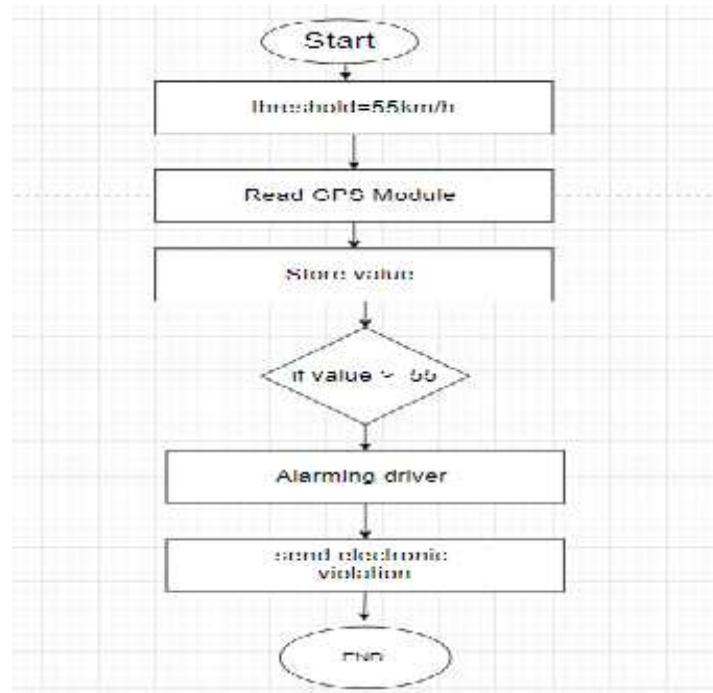 Start
threshold=55km/h
Read GPS Module
Store value
if value > 55
Alarming driver
send electronic
violation
END